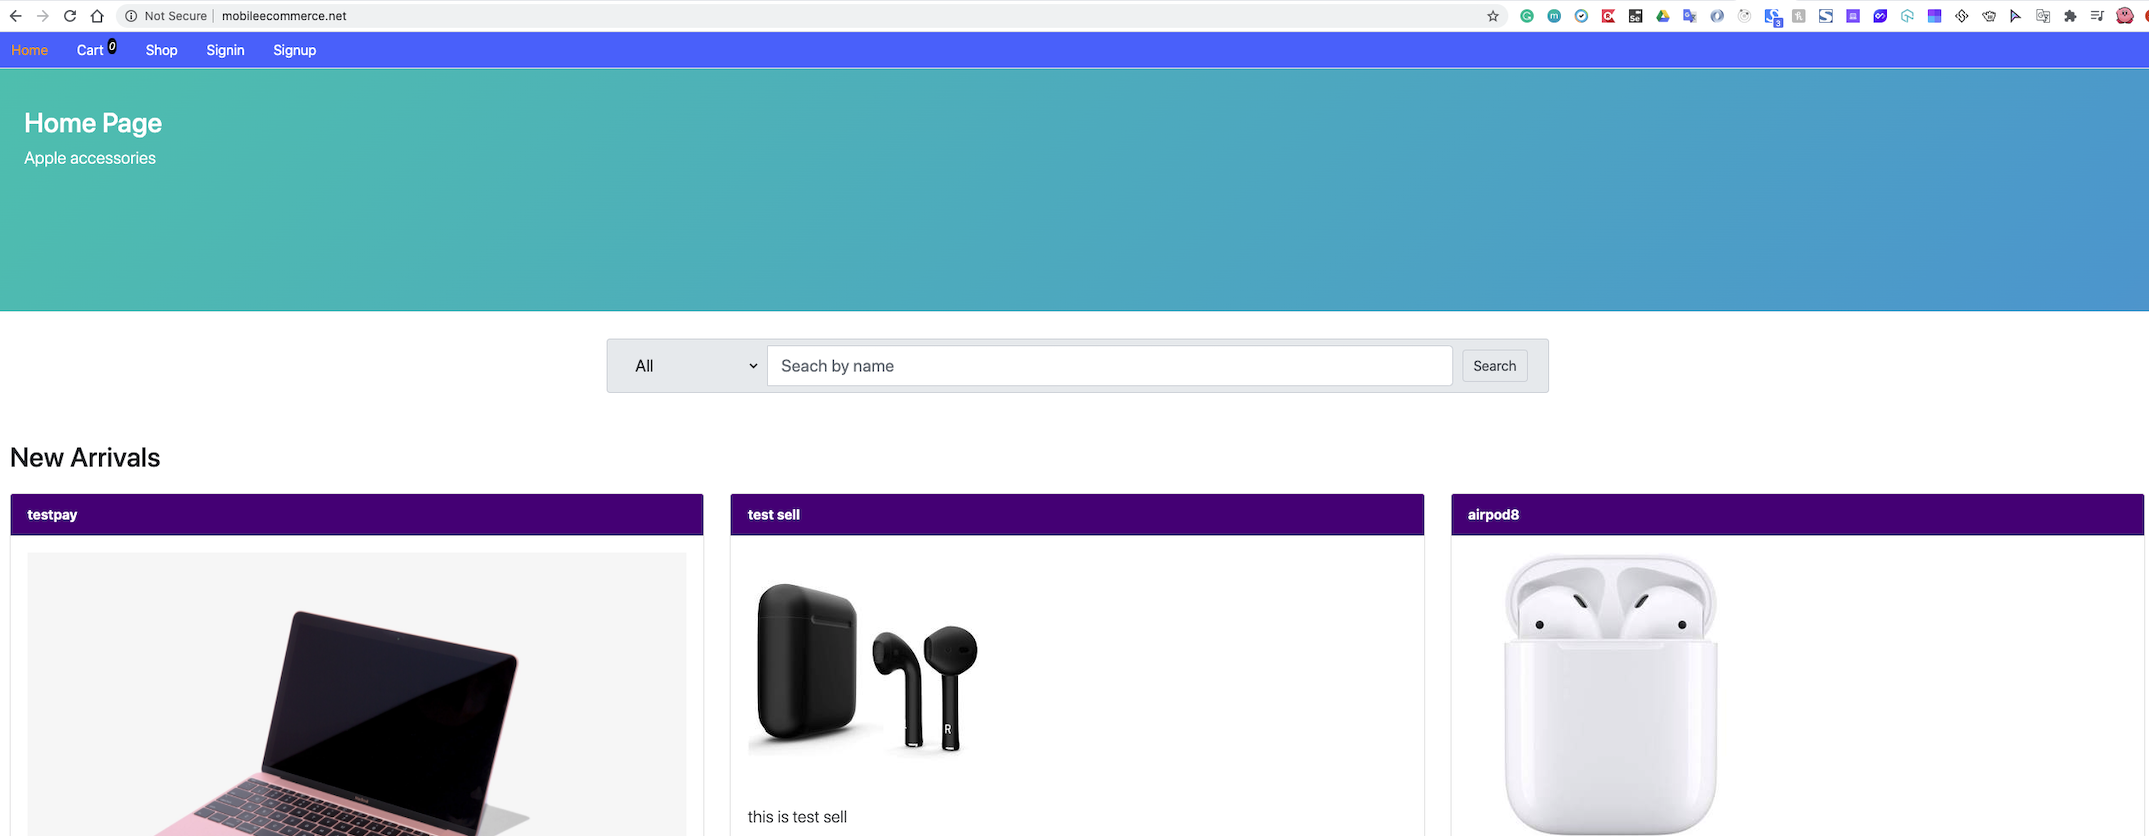 Not Secure | mobileecommerce.net
Home Cart 0 Shop Signin Signup
Home Page
Apple accessories
All Seach by name Search
New Arrivals
testpay test sell airpod8
R
this is test sell